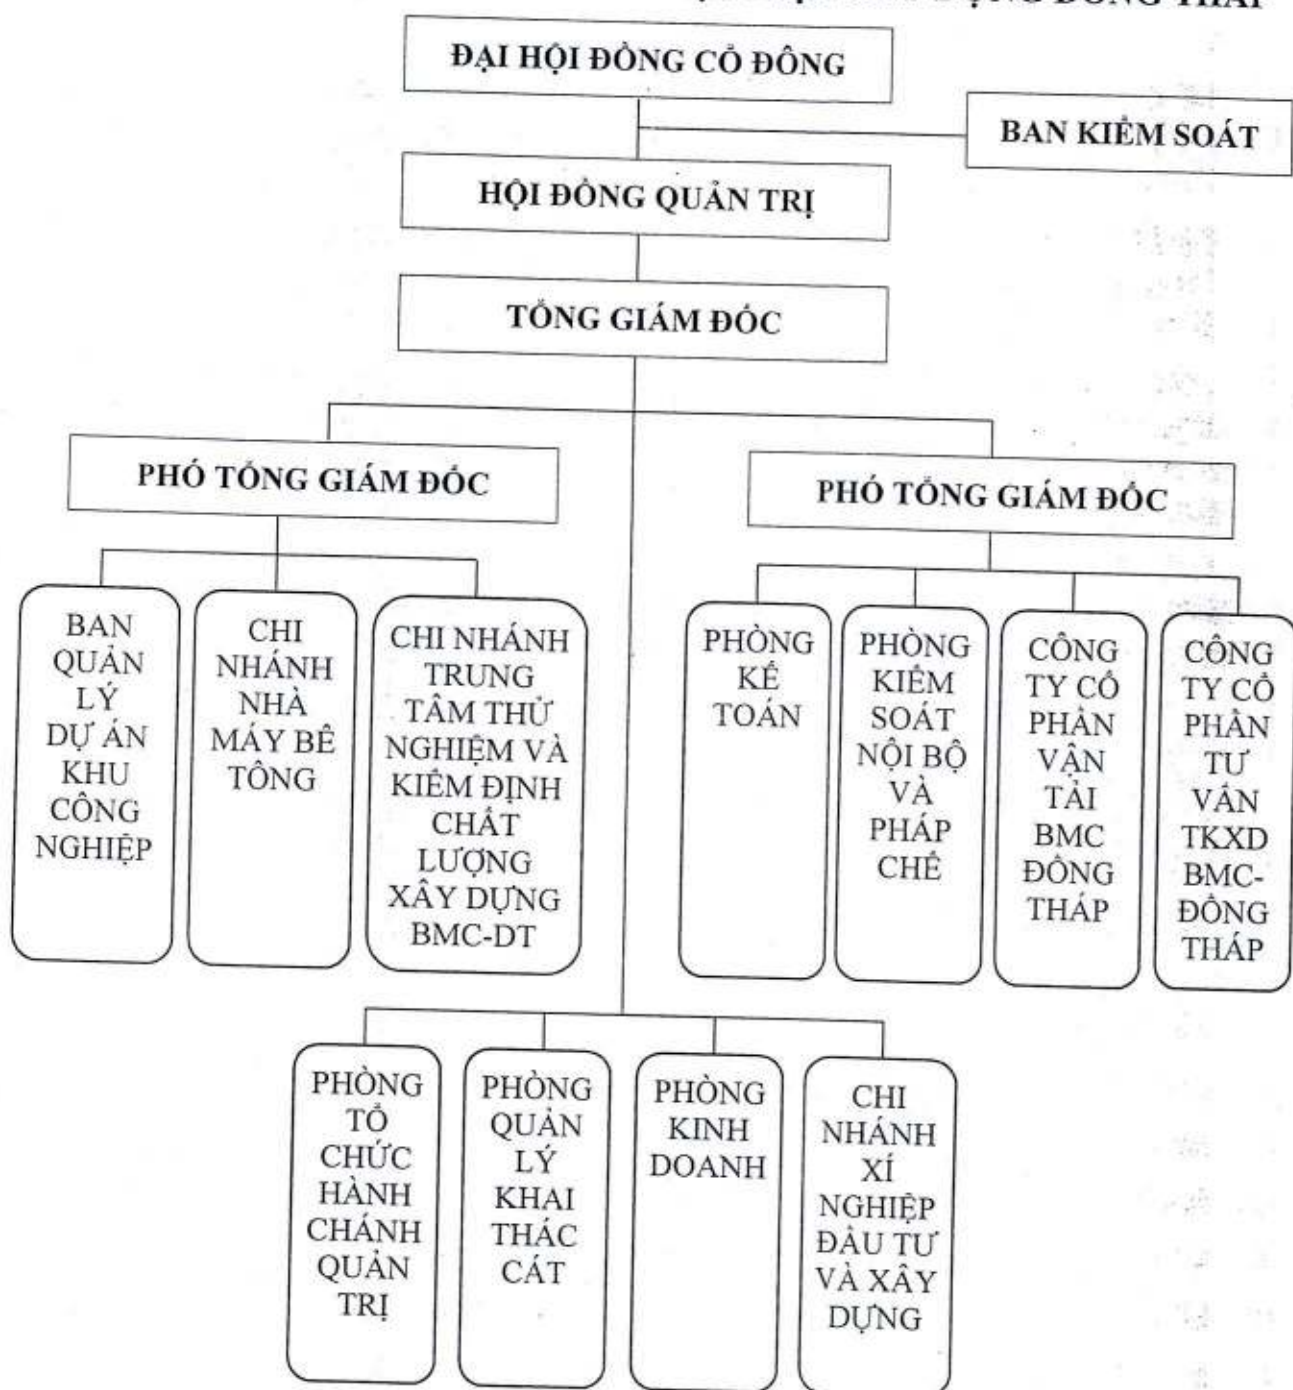 DỰNG ĐỒNG THÁP
ĐẠI HỘI ĐỒNG CỔ ĐÔNG
BAN KIỂM SOÁT
HỘI ĐỒNG QUẢN TRỊ
TỔNG GIÁM ĐỐC
PHÓ TỔNG GIÁM ĐỐC
PHÓ TỔNG GIÁM ĐỐC
BAN
QUẢN
LÝ
DỰ ÁN
KHU
CÔNG
NGHIỆP
CHI
NHÁNH
NHÀ
MÁY BÊ
TÔNG
CHI NHÁNH
TRUNG
TÂM THỬ
NGHIỆM VÀ
KIỂM ĐỊNH
CHẤT
LƯỢNG
XÂY DỰNG
BMC-DT
PHÒNG
KẾ
TOÁN
PHÒNG
KIỂM
SOÁT
NỘI BỘ
VÀ
PHÁP
CHẾ
CÔNG
TY CỔ
PHẦN
VẬN
TẢI
BMC
ĐỒNG
THÁP
CÔNG
TY CỔ
PHẦN
TƯ
VẤN
TKXD
BMC-
ĐỒNG
THÁP
PHÒNG
TỔ
CHỨC
HÀNH
CHÁNH
QUẢN
TRỊ
PHÒNG
QUẢN
LÝ
KHAI
THÁC
CÁT
PHÒNG
KINH
DOANH
CHI
NHÁNH
XÍ
NGHIỆP
ĐẦU TƯ
VÀ XÂY
DỰNG